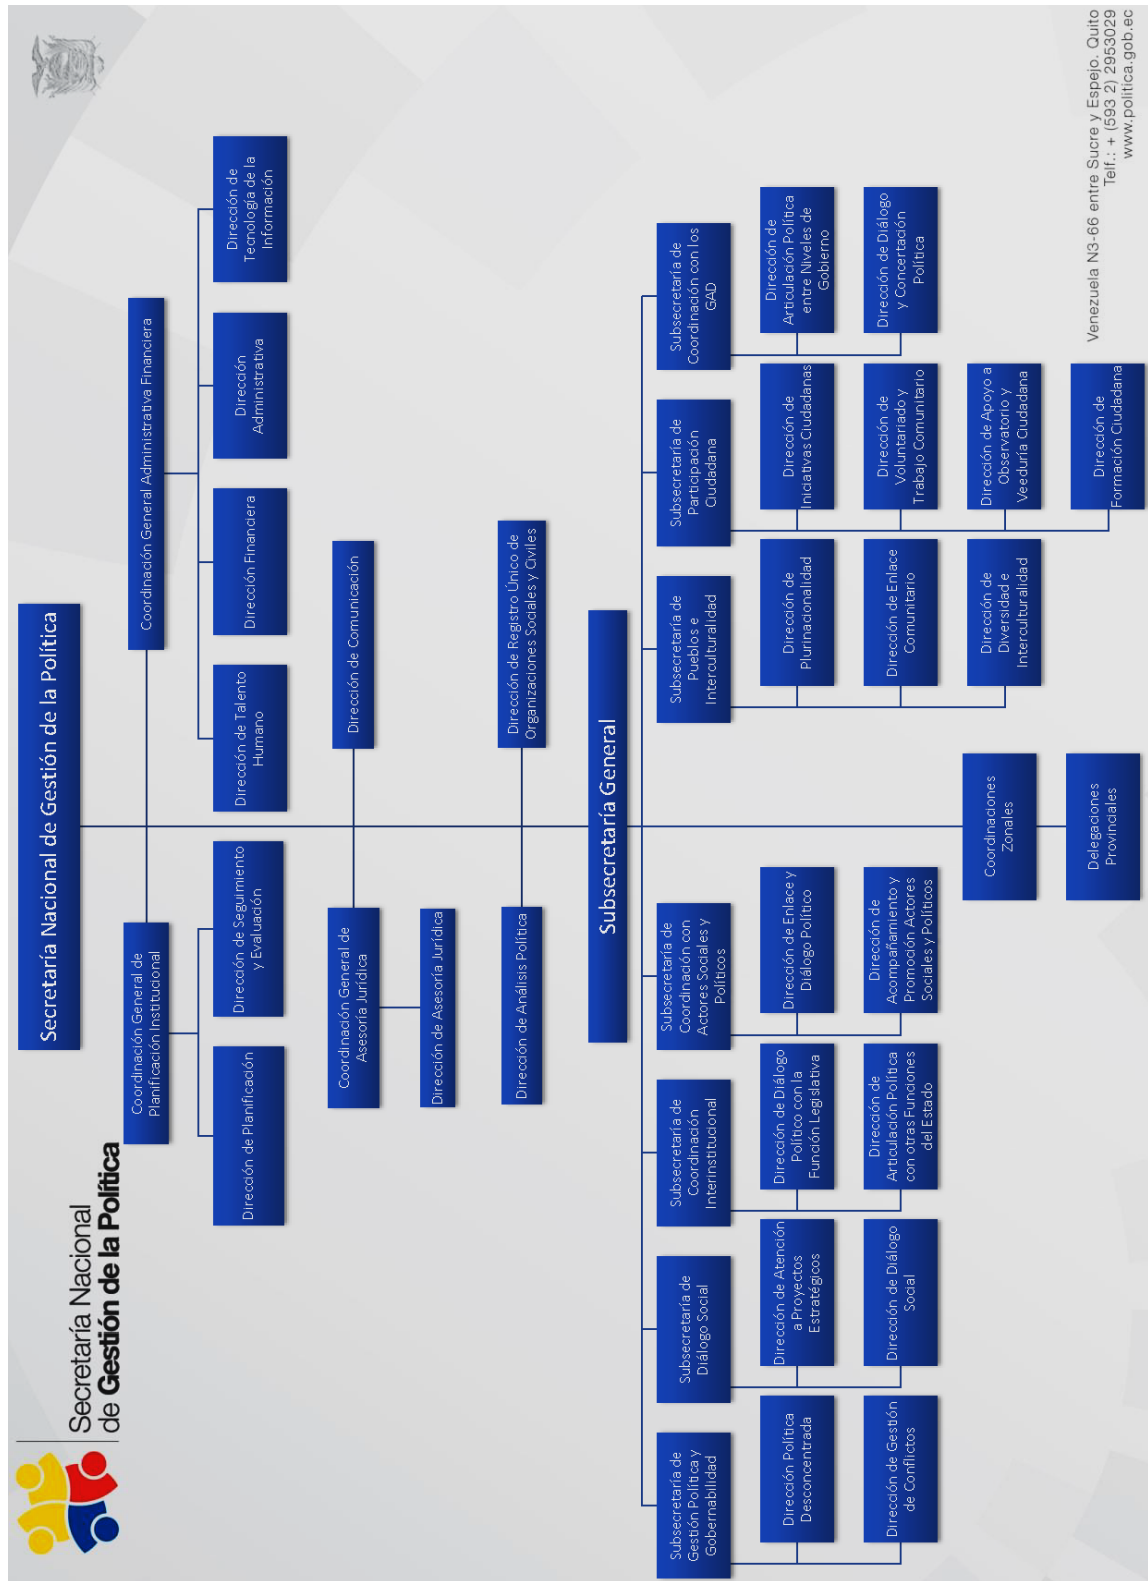 Secretaría Nacional
de Gestión de la Política
Secretaría Nacional de Gestión de la Política
Coordinación General de
Planificación Institucional
Coordinación General Administrativa Financiera
Dirección de Planificación
Dirección de Seguimiento
y Evaluación
Dirección de Talento
Humano
Dirección Financiera
Dirección
Administrativa
Dirección de
Tecnología de la
Información
Coordinación General de
Asesoría Jurídica
Dirección de Comunicación
Dirección de Asesoría Jurídica
Dirección de Análisis Política
Dirección de Registro Único de
Organizaciones Sociales y Civiles
Subsecretaría General
Subsecretaría de
Gestión Política y
Gobernabilidad
Dirección Política
Desconcentrada
Dirección de Gestión
de Conflictos
Subsecretaría de
Diálogo Social
Dirección de Atención
a Proyectos
Estratégicos
Dirección de Diálogo
Social
Subsecretaría de
Coordinación
Interinstitucional
Dirección de Diálogo
Político con la
Función Legislativa
Dirección de
Articulación Política
con otras Funciones
del Estado
Subsecretaría de
Coordinación con
Actores Sociales y
Políticos
Dirección de Enlace y
Diálogo Político
Dirección de
Acompañamiento y
Promoción Actores
Sociales y Políticos
Subsecretaría de
Pueblos e
Interculturalidad
Dirección de
Plurinacionalidad
Dirección de Enlace
Comunitario
Dirección de
Diversidad e
Interculturalidad
Subsecretaría de
Participación
Ciudadana
Dirección de
Iniciativas Ciudadanas
Dirección de
Voluntariado y
Trabajo Comunitario
Dirección de Apoyo a
Observatorio y
Veeduría Ciudadana
Dirección de
Formación Ciudadana
Subsecretaría de
Coordinación con los
GAD
Dirección de
Articulación Política
entre Niveles de
Gobierno
Dirección de Diálogo
y Concertación
Política
Coordinaciones
Zonales
Delegaciones
Provinciales
Venezuela N3-66 entre Sucre y Espejo. Quito
Telf.: + (593 2) 2953029
www.politica.gob.ec